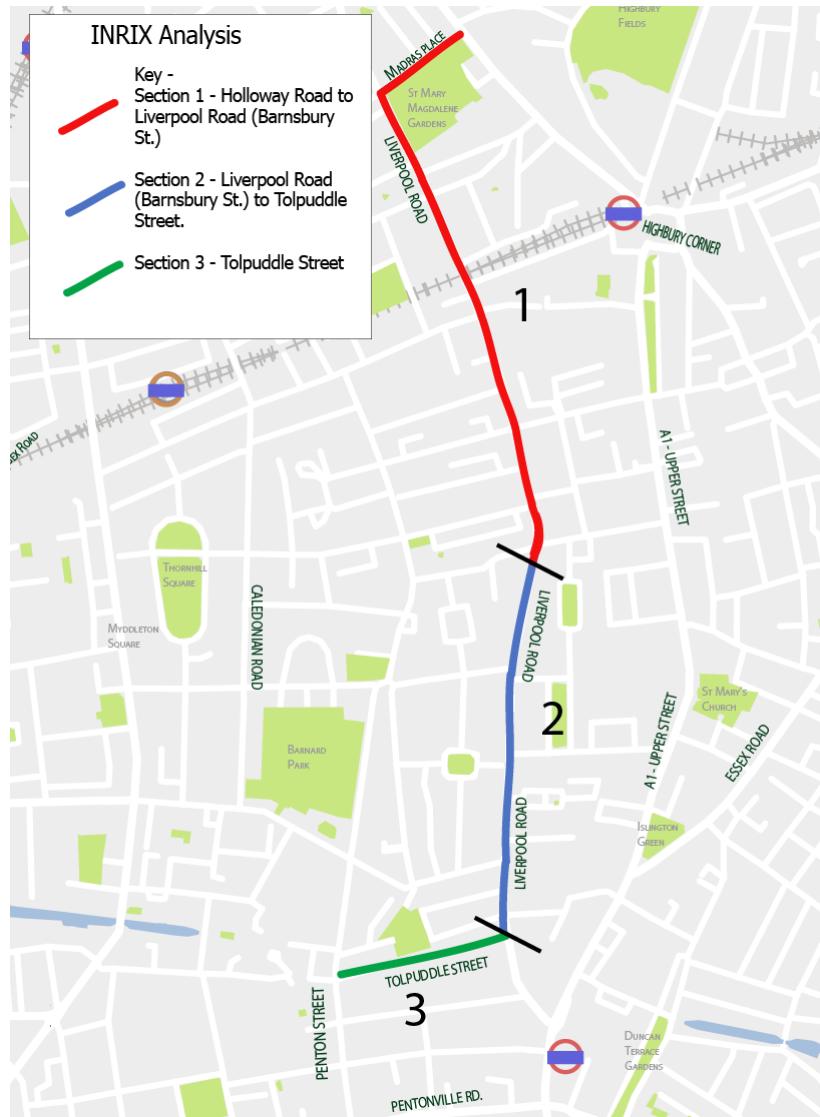 INRIX Analysis
Key -
Section 1 - Holloway Road to
Liverpool Road (Barnsbury
St.)
Section 2 - Liverpool Road
(Barnsbury St.) to Tolpuddle
Street.
Section 3 - Tolpuddle Street
HIGHBURY
FIELDS
MADRAS PLACE
ST MARY
MAGDALENE
GARDENS
LIVERPOOL ROAD
HIGHBURY CORNER
1
A1 - UPPER STREET
ROAD
THORNHILL
SQUARE
MYDDLETON
SQUARE
CALEDONIAN ROAD
LIVERPOOL ROAD
2
ST MARY'S
CHURCH
A1 - UPPER STREET
ESSEX ROAD
BARNARD
PARK
LIVERPOOL ROAD
ISLINGTON
GREEN
TOLPUDDLE STREET
3
PENTON STREET
DUNCAN
TERRACE
GARDENS
PENTONVILLE RD.